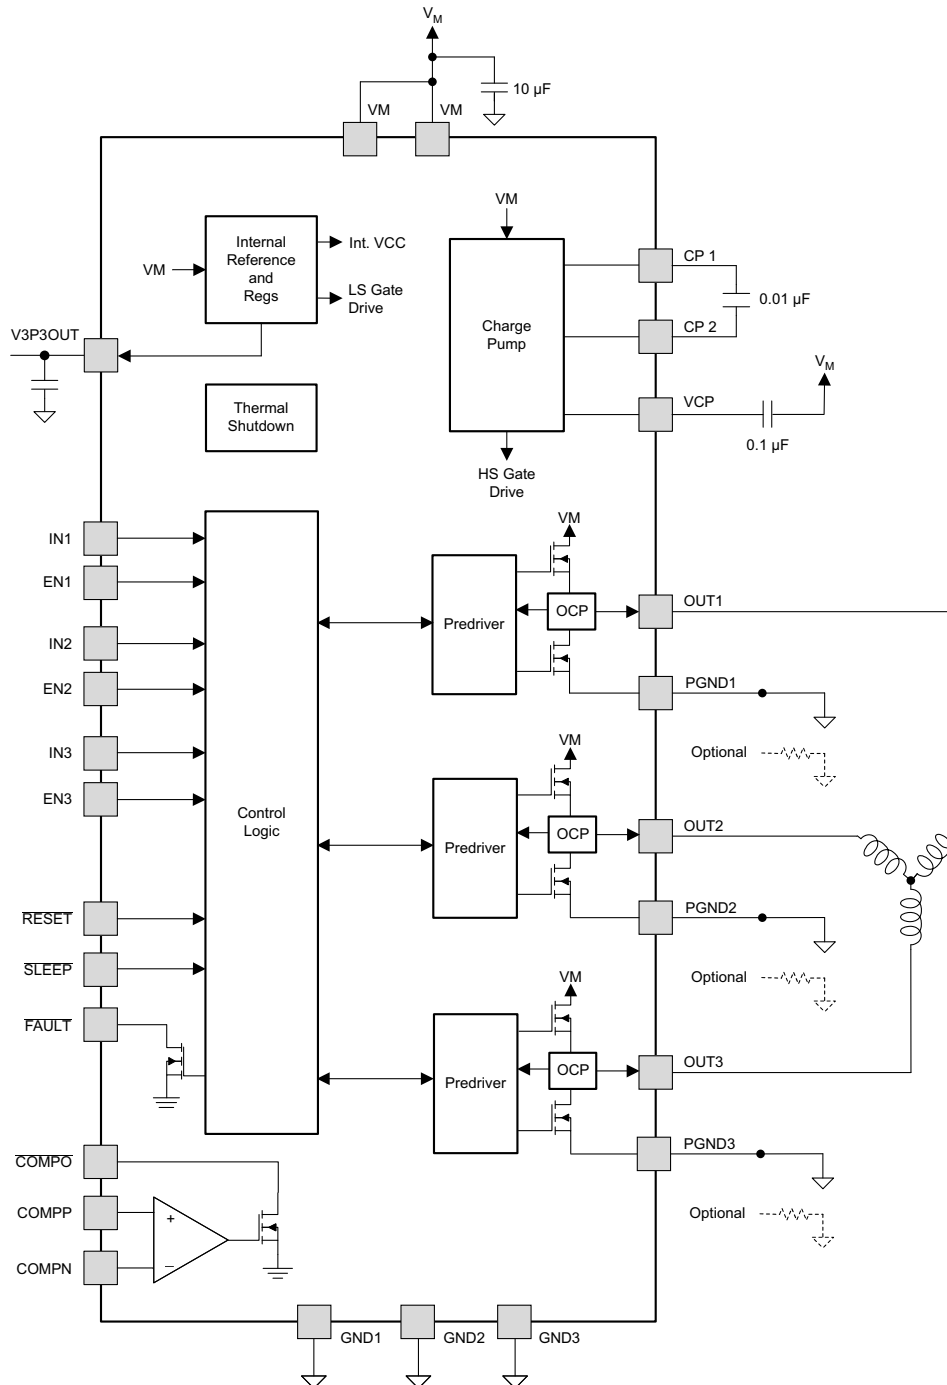 VM
10 µF
VM
VM
VM
Internal
Reference
and
Regs
Int. VCC
VM
LS Gate
Drive
V3P3OUT
Thermal
Shutdown
Charge
Pump
CP 1
0.01 µF
CP 2
VM
VCP
0.1 µF
HS Gate
Drive
IN1
EN1
IN2
EN2
IN3
EN3
Control
Logic
RESET
SLEEP
FAULT
COMPO
COMPP
COMPN
+
–
VM
Predriver
OCP
OUT1
PGND1
Optional
VM
Predriver
OCP
OUT2
PGND2
Optional
VM
Predriver
OCP
OUT3
PGND3
Optional
GND1
GND2
GND3